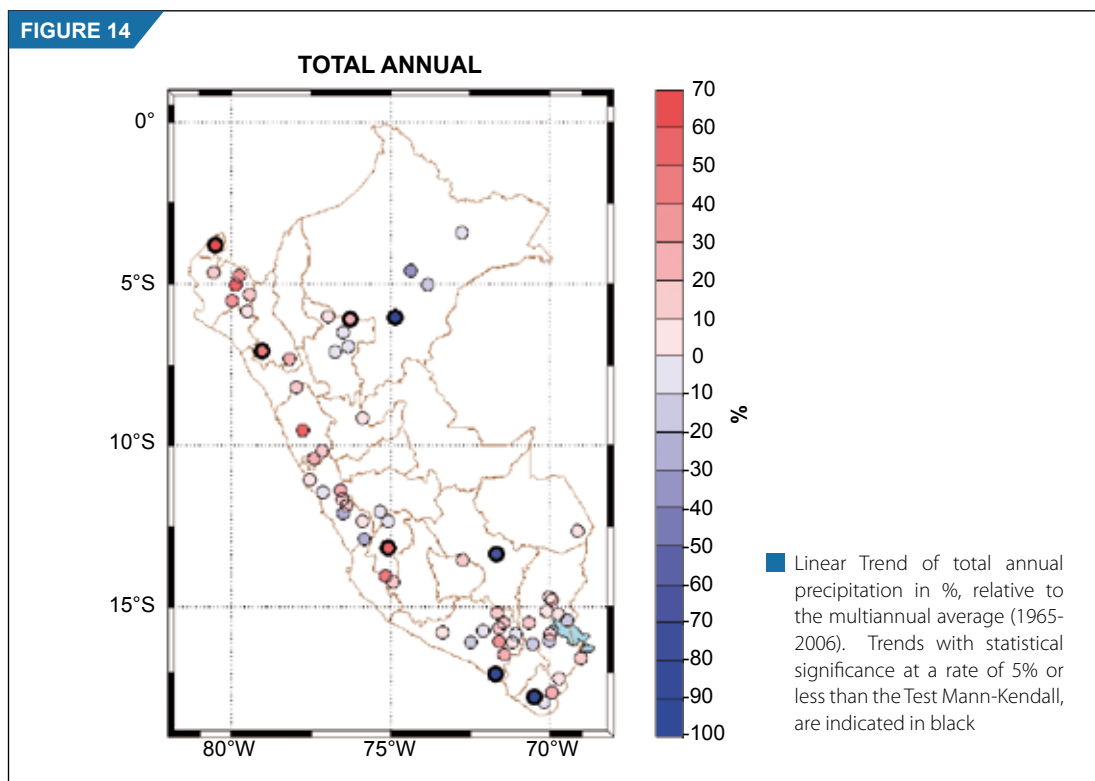 FIGURE 14
TOTAL ANNUAL
0°
5°S
10°S
15°S
80°W
75°W
70°W
70
60
50
40
30
20
10
0
-10
-20
-30
-40
-50
-60
-70
-80
-90
-100
%
Linear Trend of total annual
precipitation in %, relative to
the multiannual average (1965-
2006). Trends with statistical
significance at a rate of 5% or
less than the Test Mann-Kendall,
are indicated in black